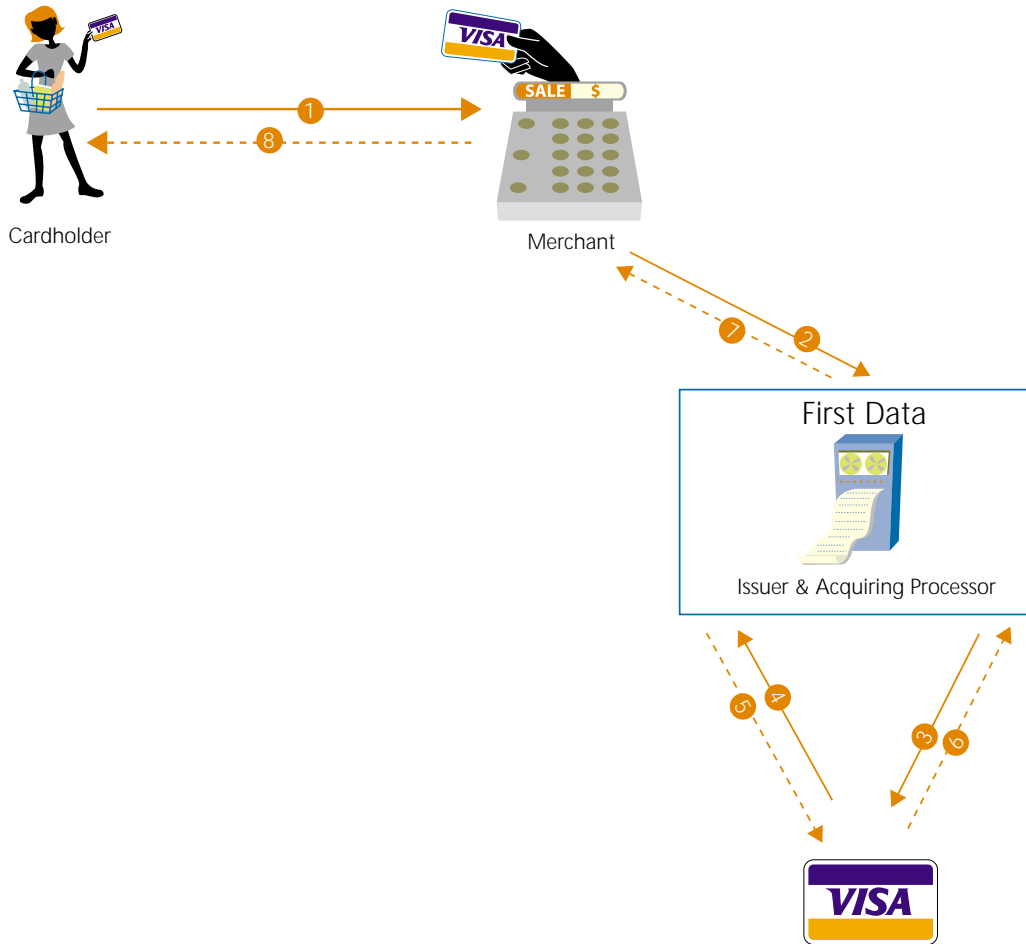 VISA
VISA
SALE $
1
8
Cardholder
Merchant
7
2
First Data
Issuer & Acquiring Processor
5
4
3
6
VISA